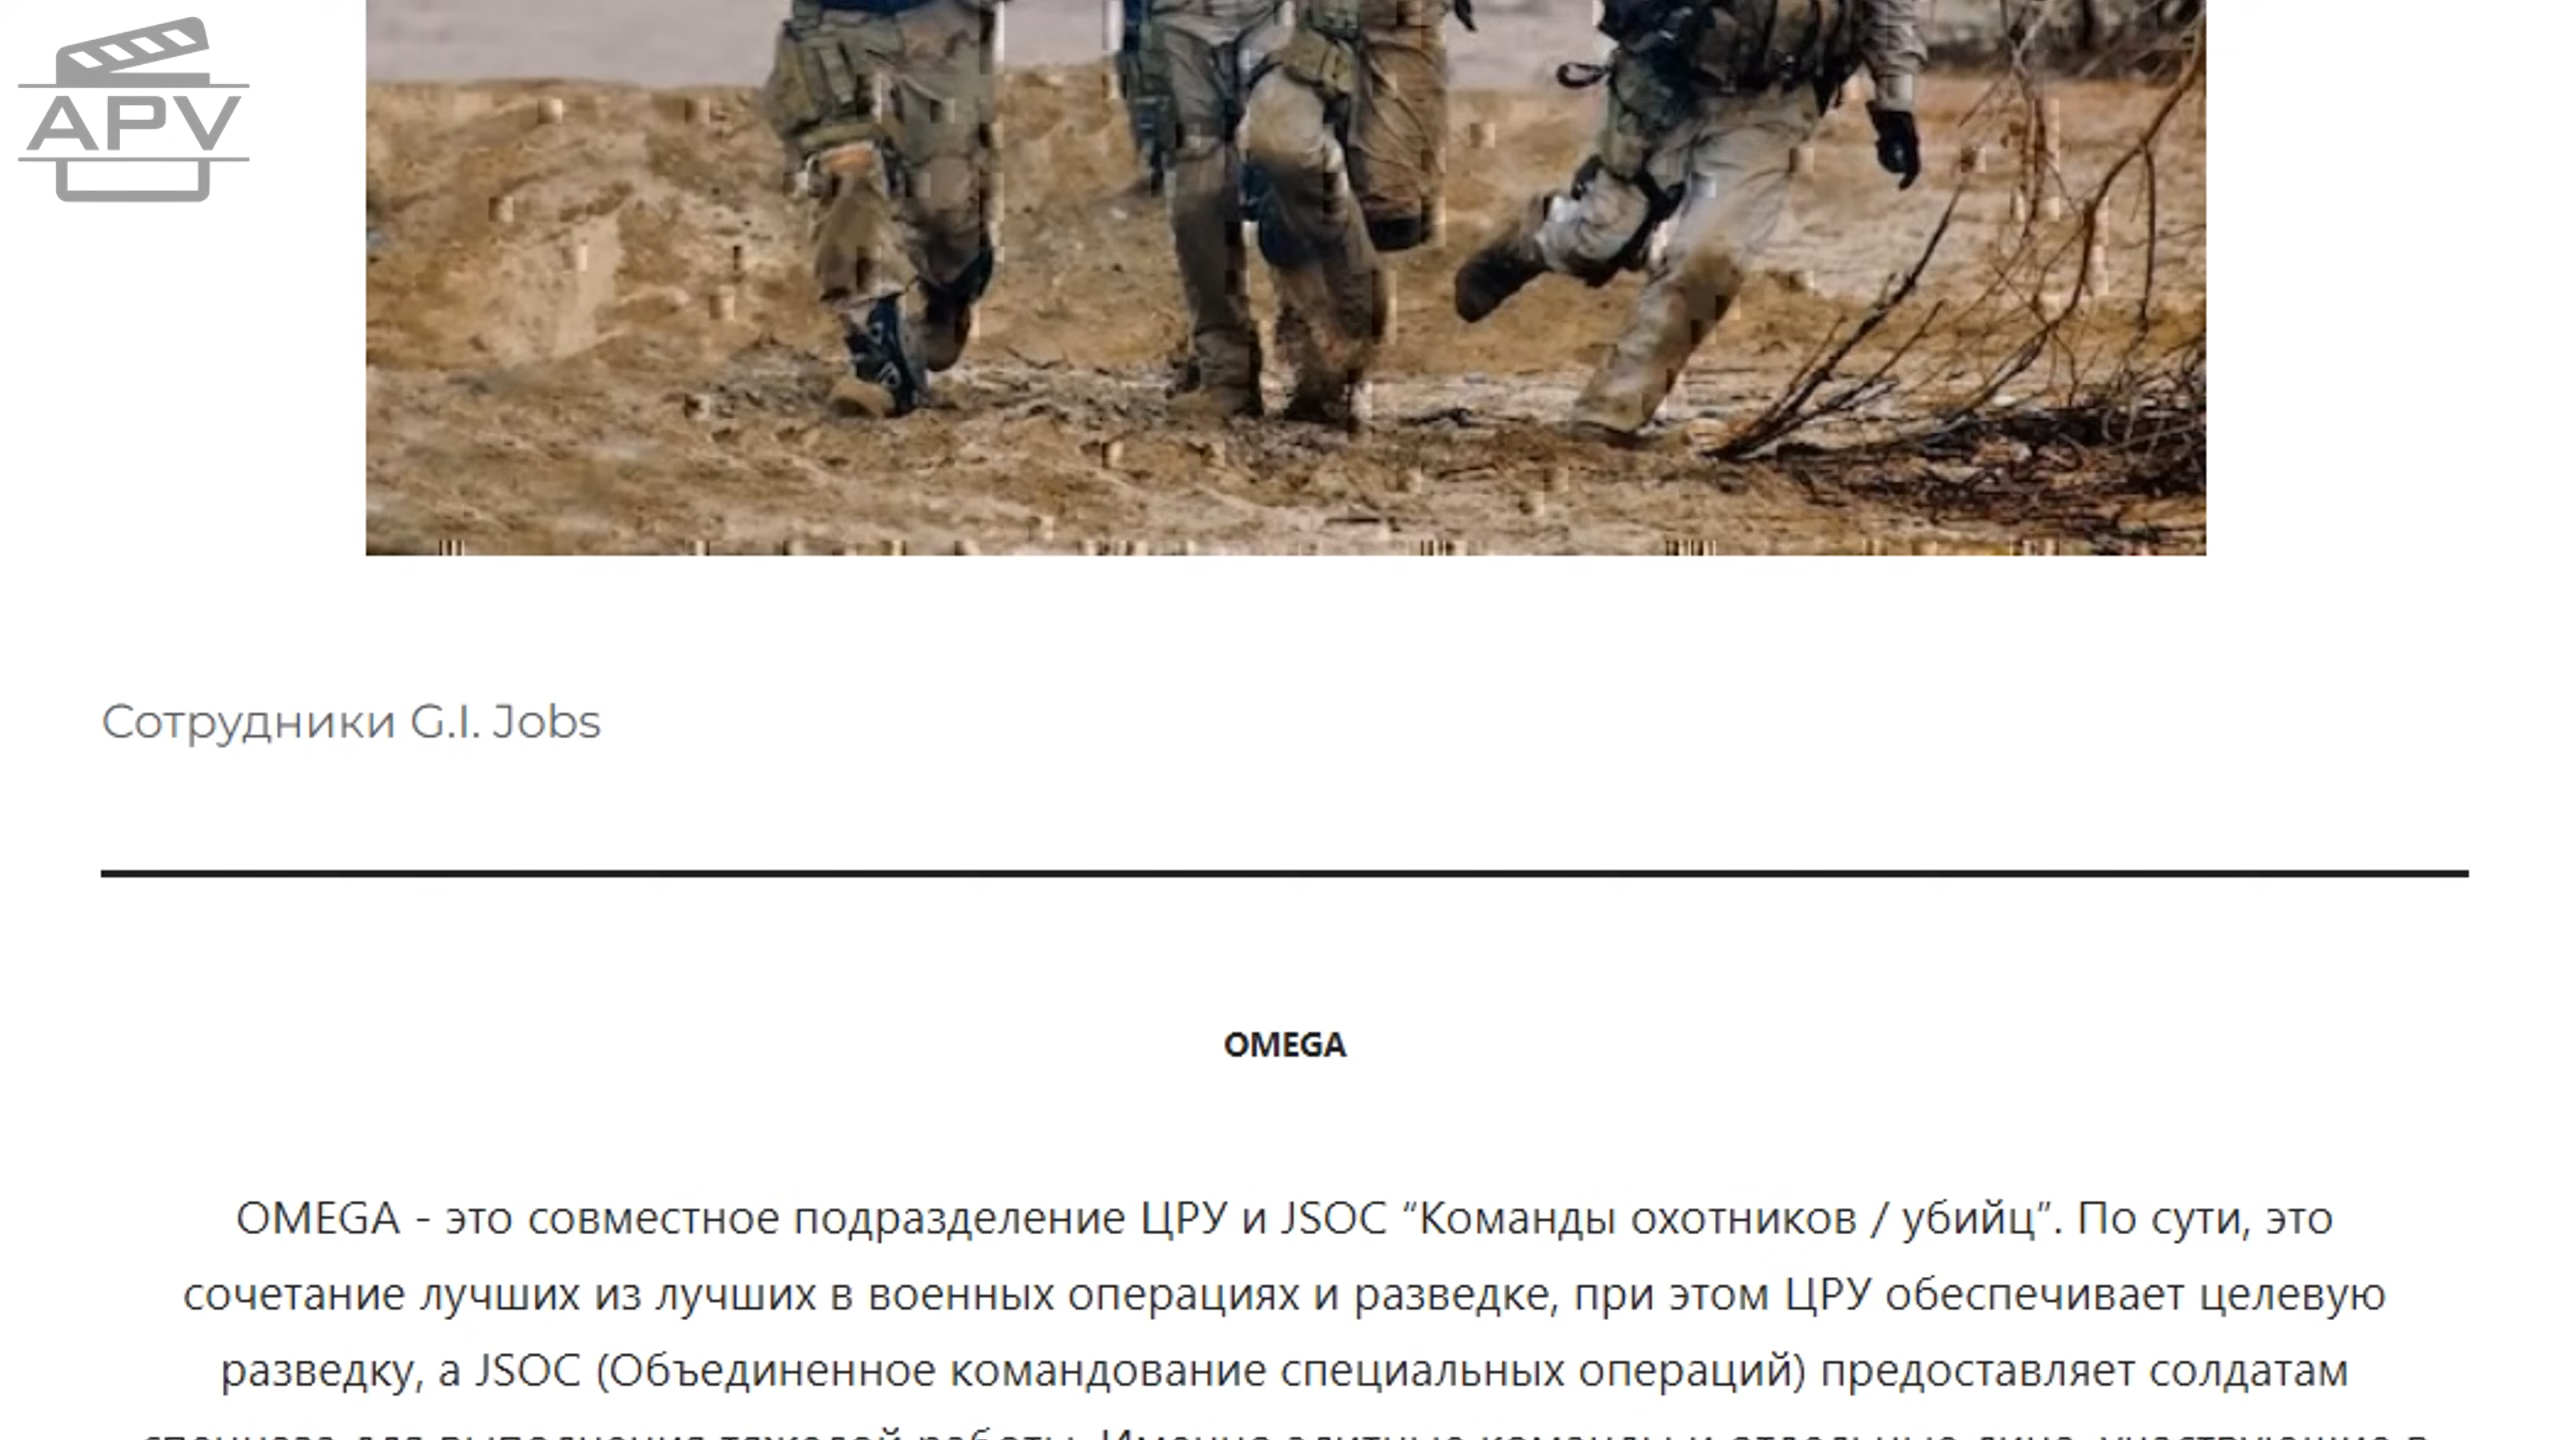 APV
Сотрудники G.I. Jobs
OMEGA
OMEGA - это совместное подразделение ЦРУ и JSOC “Команды охотников / убийц”. По сути, это
сочетание лучших из лучших в военных операциях и разведке, при этом ЦРУ обеспечивает целевую
разведку, а JSOC (Объединенное командование специальных операций) предоставляет солдатам